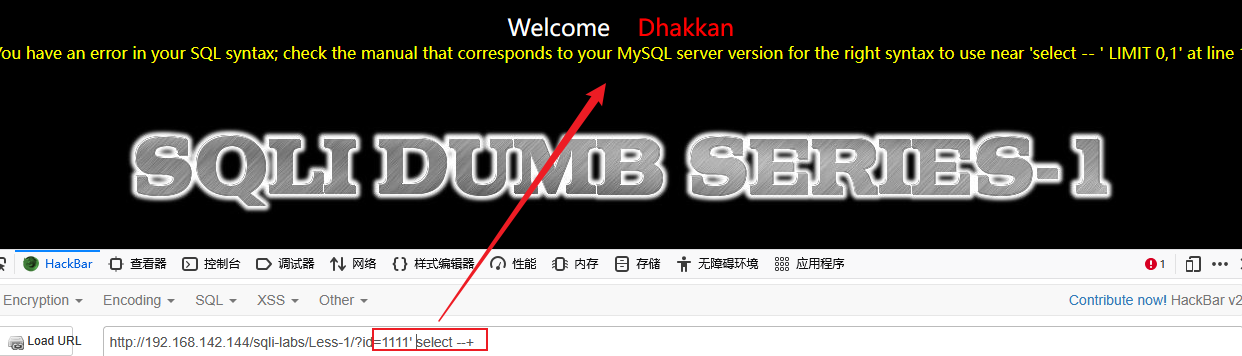 Welcome Dhakkan
You have an error in your SQL syntax; check the manual that corresponds to your MySQL server version for the right syntax to use near 'select -- ' LIMIT 0,1' at line 1
SQLI DUMB SERIES-1
HackBar 查看器 控制台 调试器 网络 样式编辑器 性能 内存 存储 无障碍环境 应用程序 1
Encryption Encoding SQL XSS Other Contribute now! HackBar v2
Load URL http://192.168.142.144/sqli-labs/Less-1/?id=1111' select --+